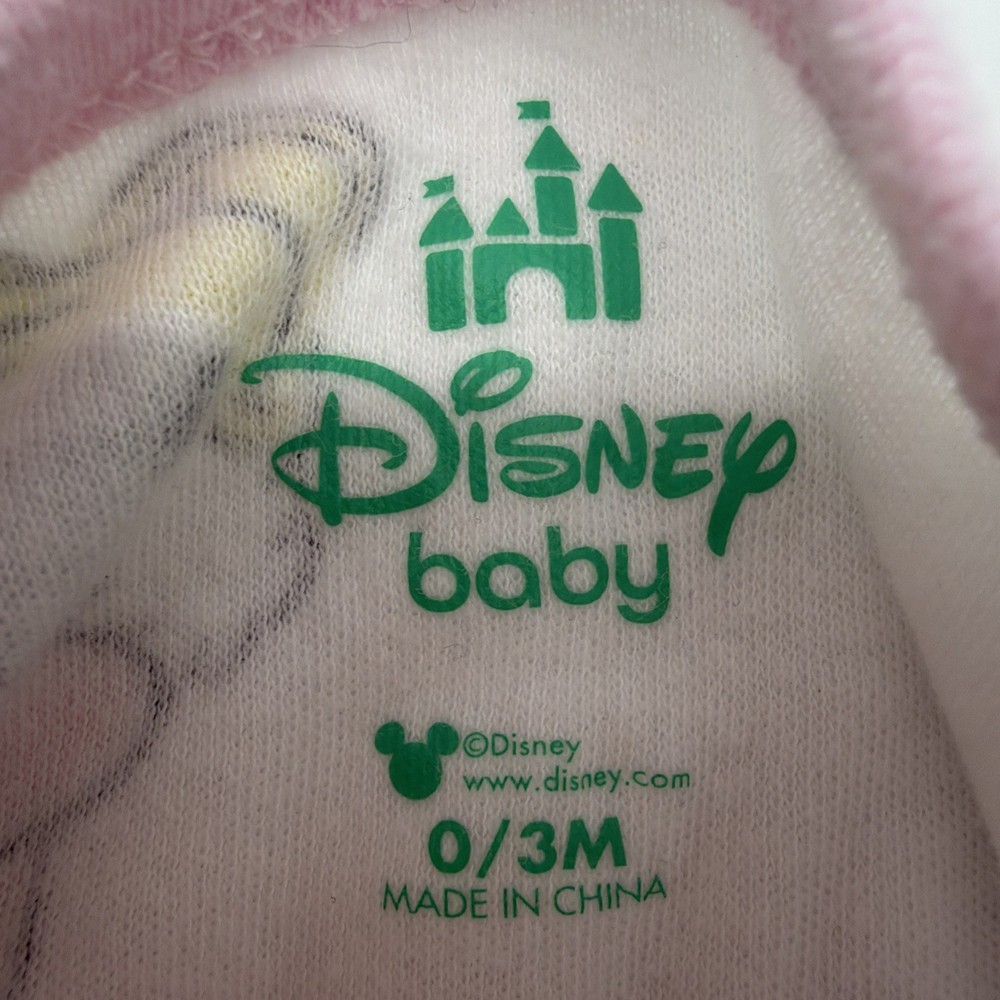 Disney
baby
©Disney
www.disney.com
0/3M
MADE IN CHINA